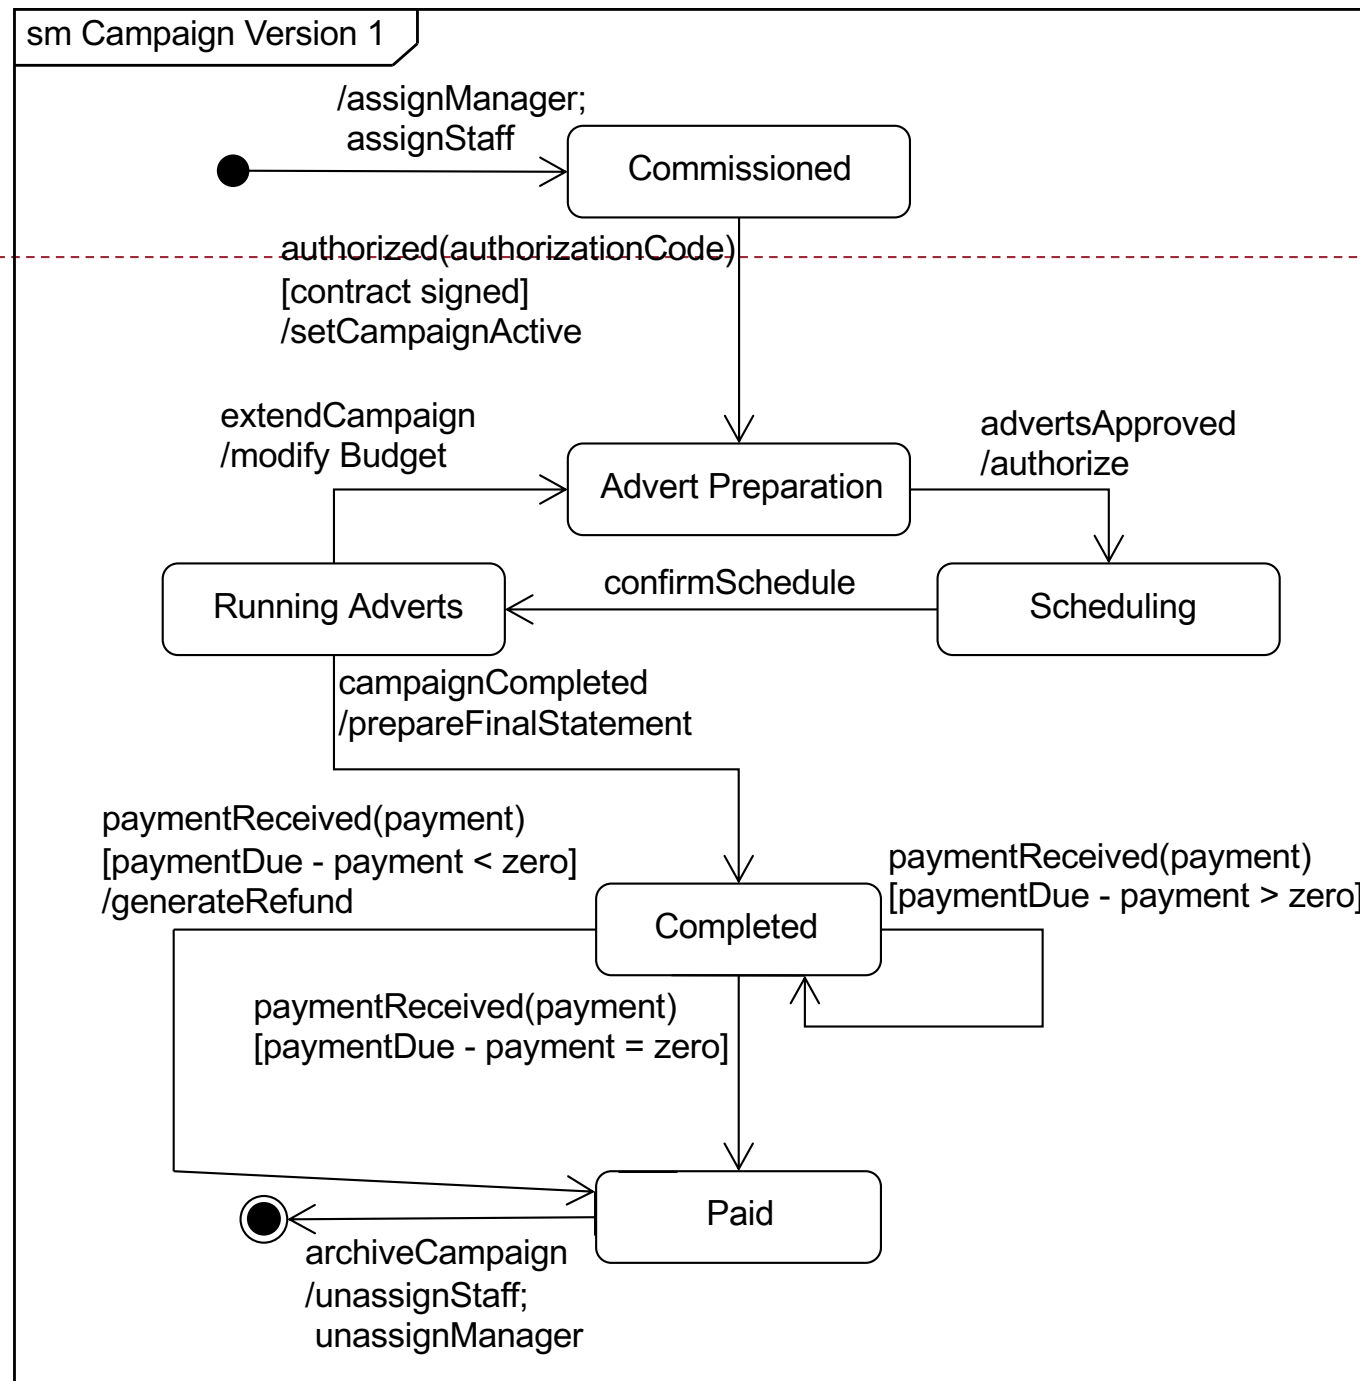 sm Campaign Version 1
/assignManager;
assignStaff
Commissioned
authorized(authorizationCode)
[contract signed]
/setCampaignActive
extendCampaign
/modify Budget
advertsApproved
/authorize
Advert Preparation
confirmSchedule
Running Adverts
Scheduling
campaignCompleted
/prepareFinalStatement
paymentReceived(payment)
[paymentDue - payment < zero]
/generateRefund
paymentReceived(payment)
[paymentDue - payment > zero]
Completed
paymentReceived(payment)
[paymentDue - payment = zero]
Paid
archiveCampaign
/unassignStaff;
unassignManager